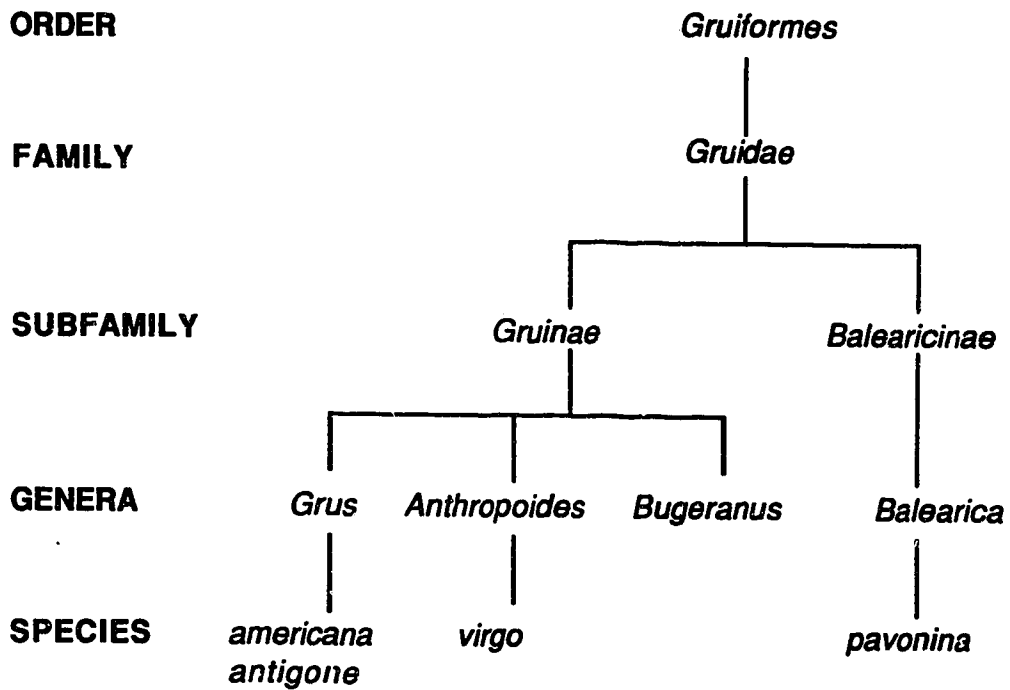 ORDER Gruiformes
FAMILY Gruidae
SUBFAMILY Gruinae Balearicinae
GENERA Grus Anthropoides Bugeranus Balearica
SPECIES americana virgo pavonina
antigone